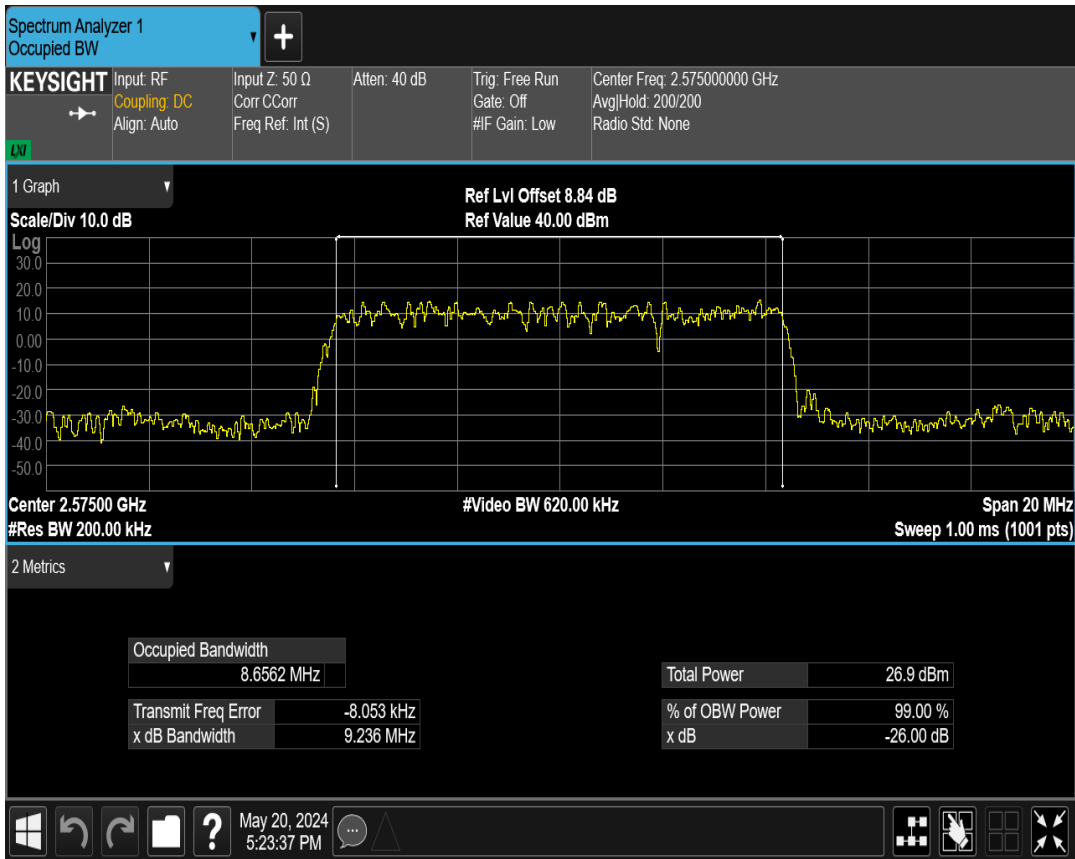 Spectrum Analyzer 1
Occupied BW
+
KEYSIGHT
LXI
Input: RF
Coupling: DC
Align: Auto
Input Z: 50 Ω
Corr CCorr
Freq Ref: Int (S)
Atten: 40 dB
Trig: Free Run
Gate: Off
#IF Gain: Low
Center Freq: 2.575000000 GHz
Avg|Hold: 200/200
Radio Std: None
1 Graph
Ref Lvl Offset 8.84 dB
Scale/Div 10.0 dB
Ref Value 40.00 dBm
Log
30.0
20.0
10.0
0.00
-10.0
-20.0
-30.0
-40.0
-50.0
Center 2.57500 GHz
#Video BW 620.00 kHz
Span 20 MHz
#Res BW 200.00 kHz
Sweep 1.00 ms (1001 pts)
2 Metrics
Occupied Bandwidth
8.6562 MHz
Total Power 26.9 dBm
Transmit Freq Error -8.053 kHz
% of OBW Power 99.00 %
x dB Bandwidth 9.236 MHz
x dB -26.00 dB
?
May 20, 2024
5:23:37 PM